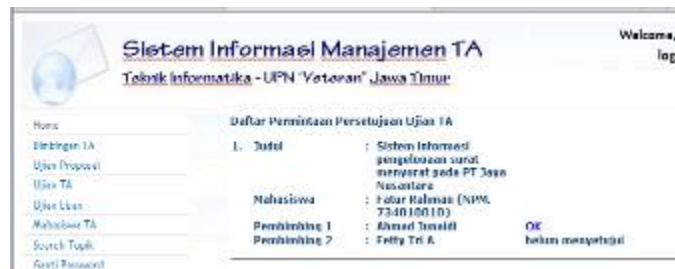 Sistem Informasi Manajemen TA
Welcome,
log
Teknik Informatika - UPN "Veteran" Jawa Timur
Home
Bimbingan TA
Ujian Proposal
Ujian TA
Ujian Lisan
Mahasiswa TA
Search Topik
Ganti Password
Daftar Permintaan Persetujuan Ujian TA
1. Judul : Sistem Informasi
pengelolaan surat
menyurat pada PT Jaya
Nusantara
Mahasiswa : Fatur Rahman (NPM.
734010010)
Pembimbing 1 : Ahmad Junaidi OK
Pembimbing 2 : Fetty Tri A belum menyetujui